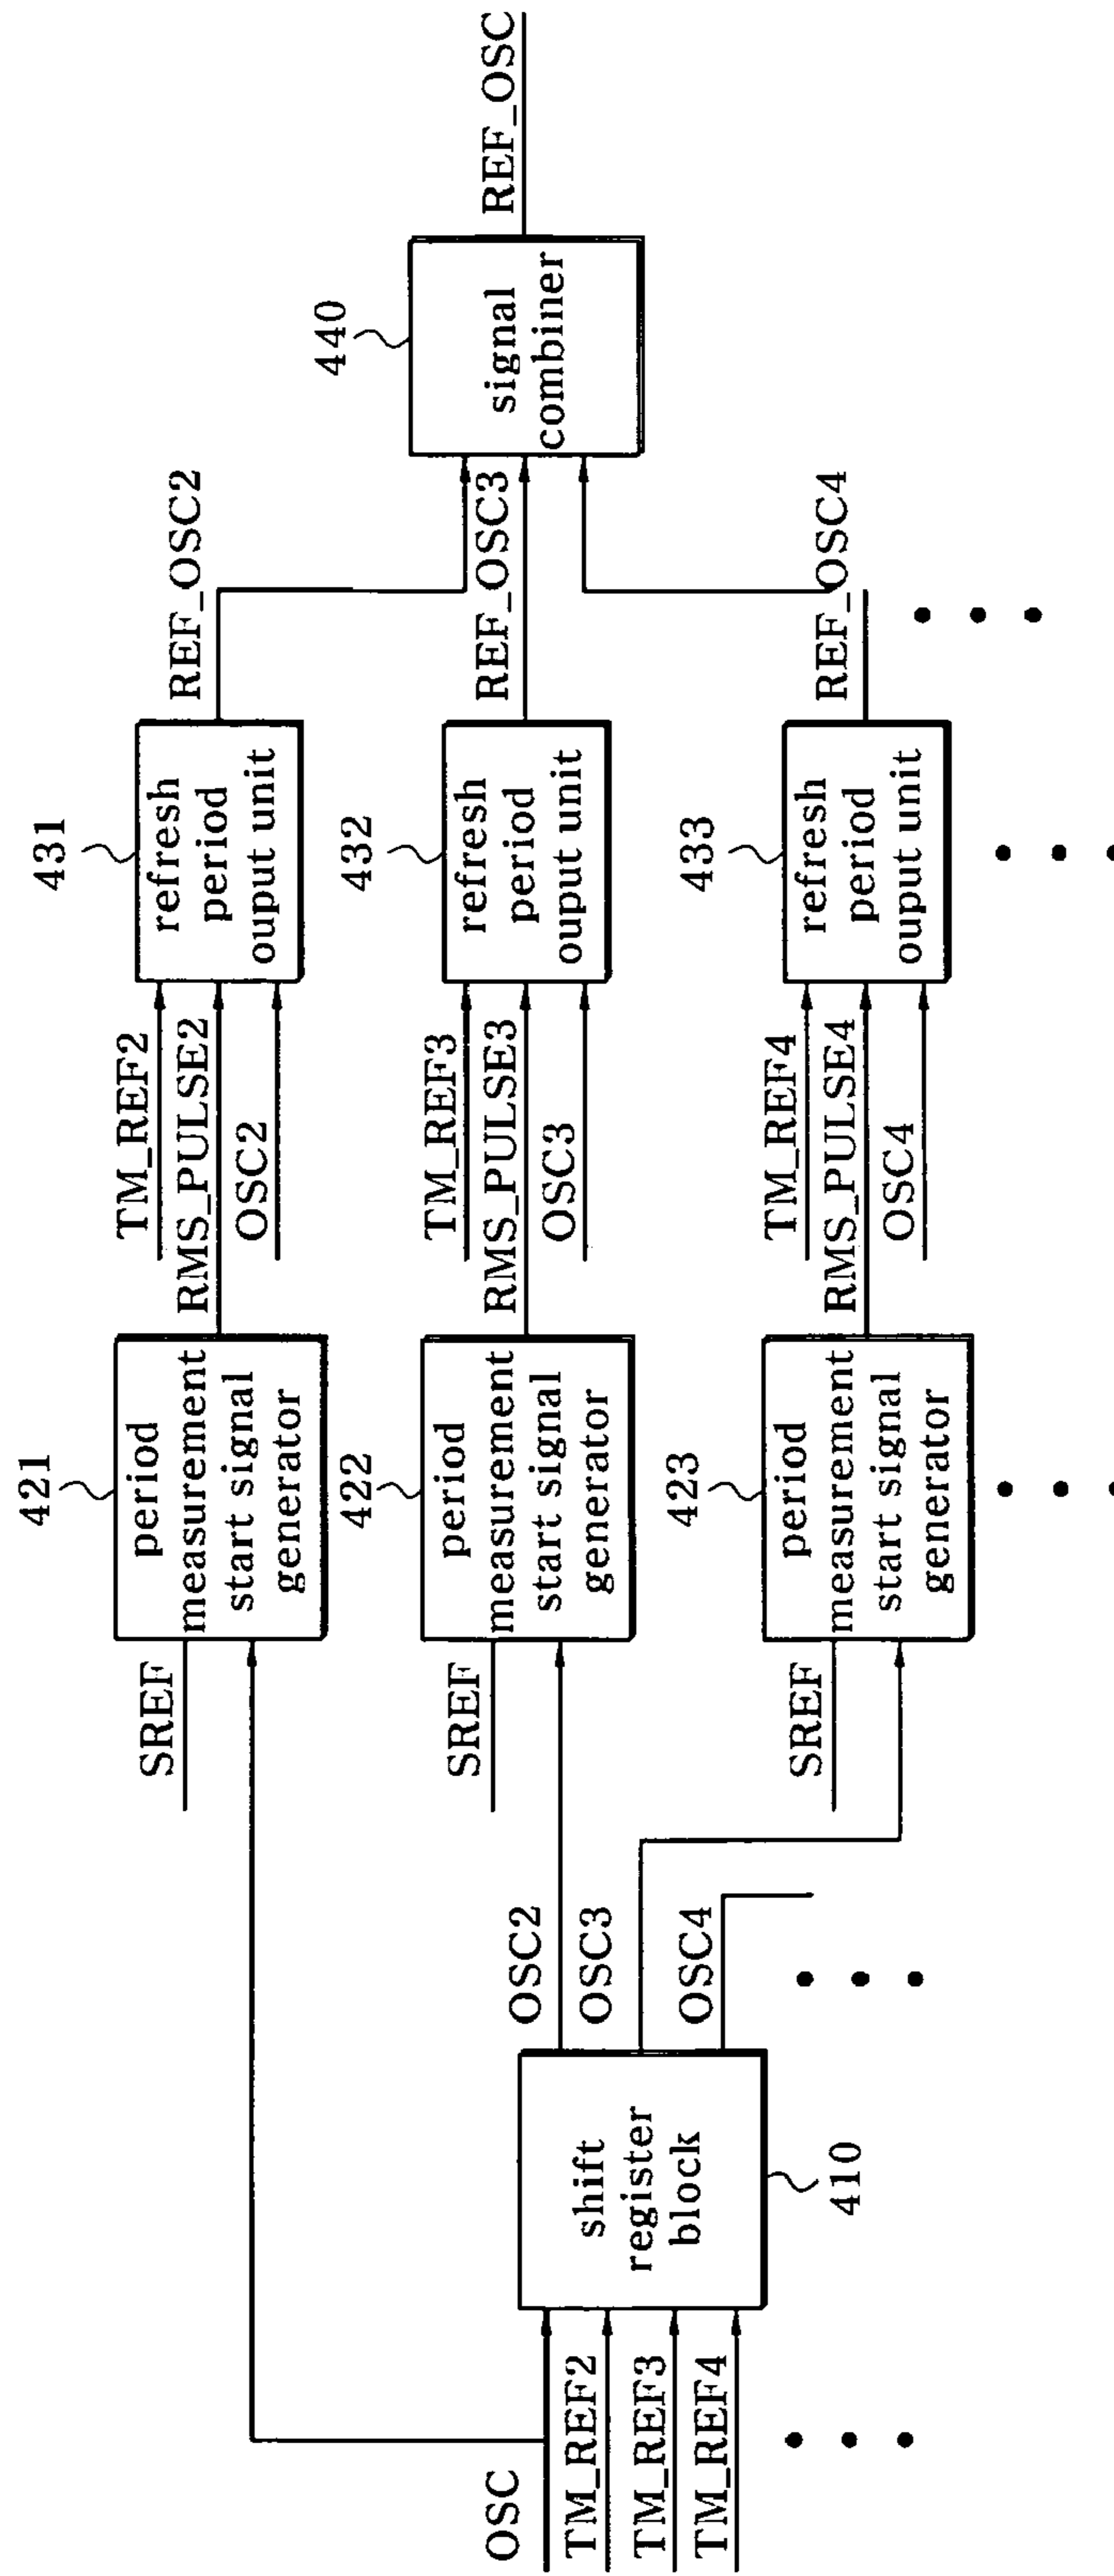 OSC
TM_REF2
TM_REF3
TM_REF4
shift
register
block
410
OSC2
OSC3
OSC4
SREF
421
period
measurement
start signal
generator
SREF
422
period
measurement
start signal
generator
SREF
423
period
measurement
start signal
generator
TM_REF2
RMS_PULSE2
OSC2
431
refresh
period
ouput unit
TM_REF3
RMS_PULSE3
OSC3
432
refresh
period
ouput unit
TM_REF4
RMS_PULSE4
OSC4
433
refresh
period
ouput unit
REF_OSC2
REF_OSC3
REF_OSC4
440
signal
combiner
REF_OSC